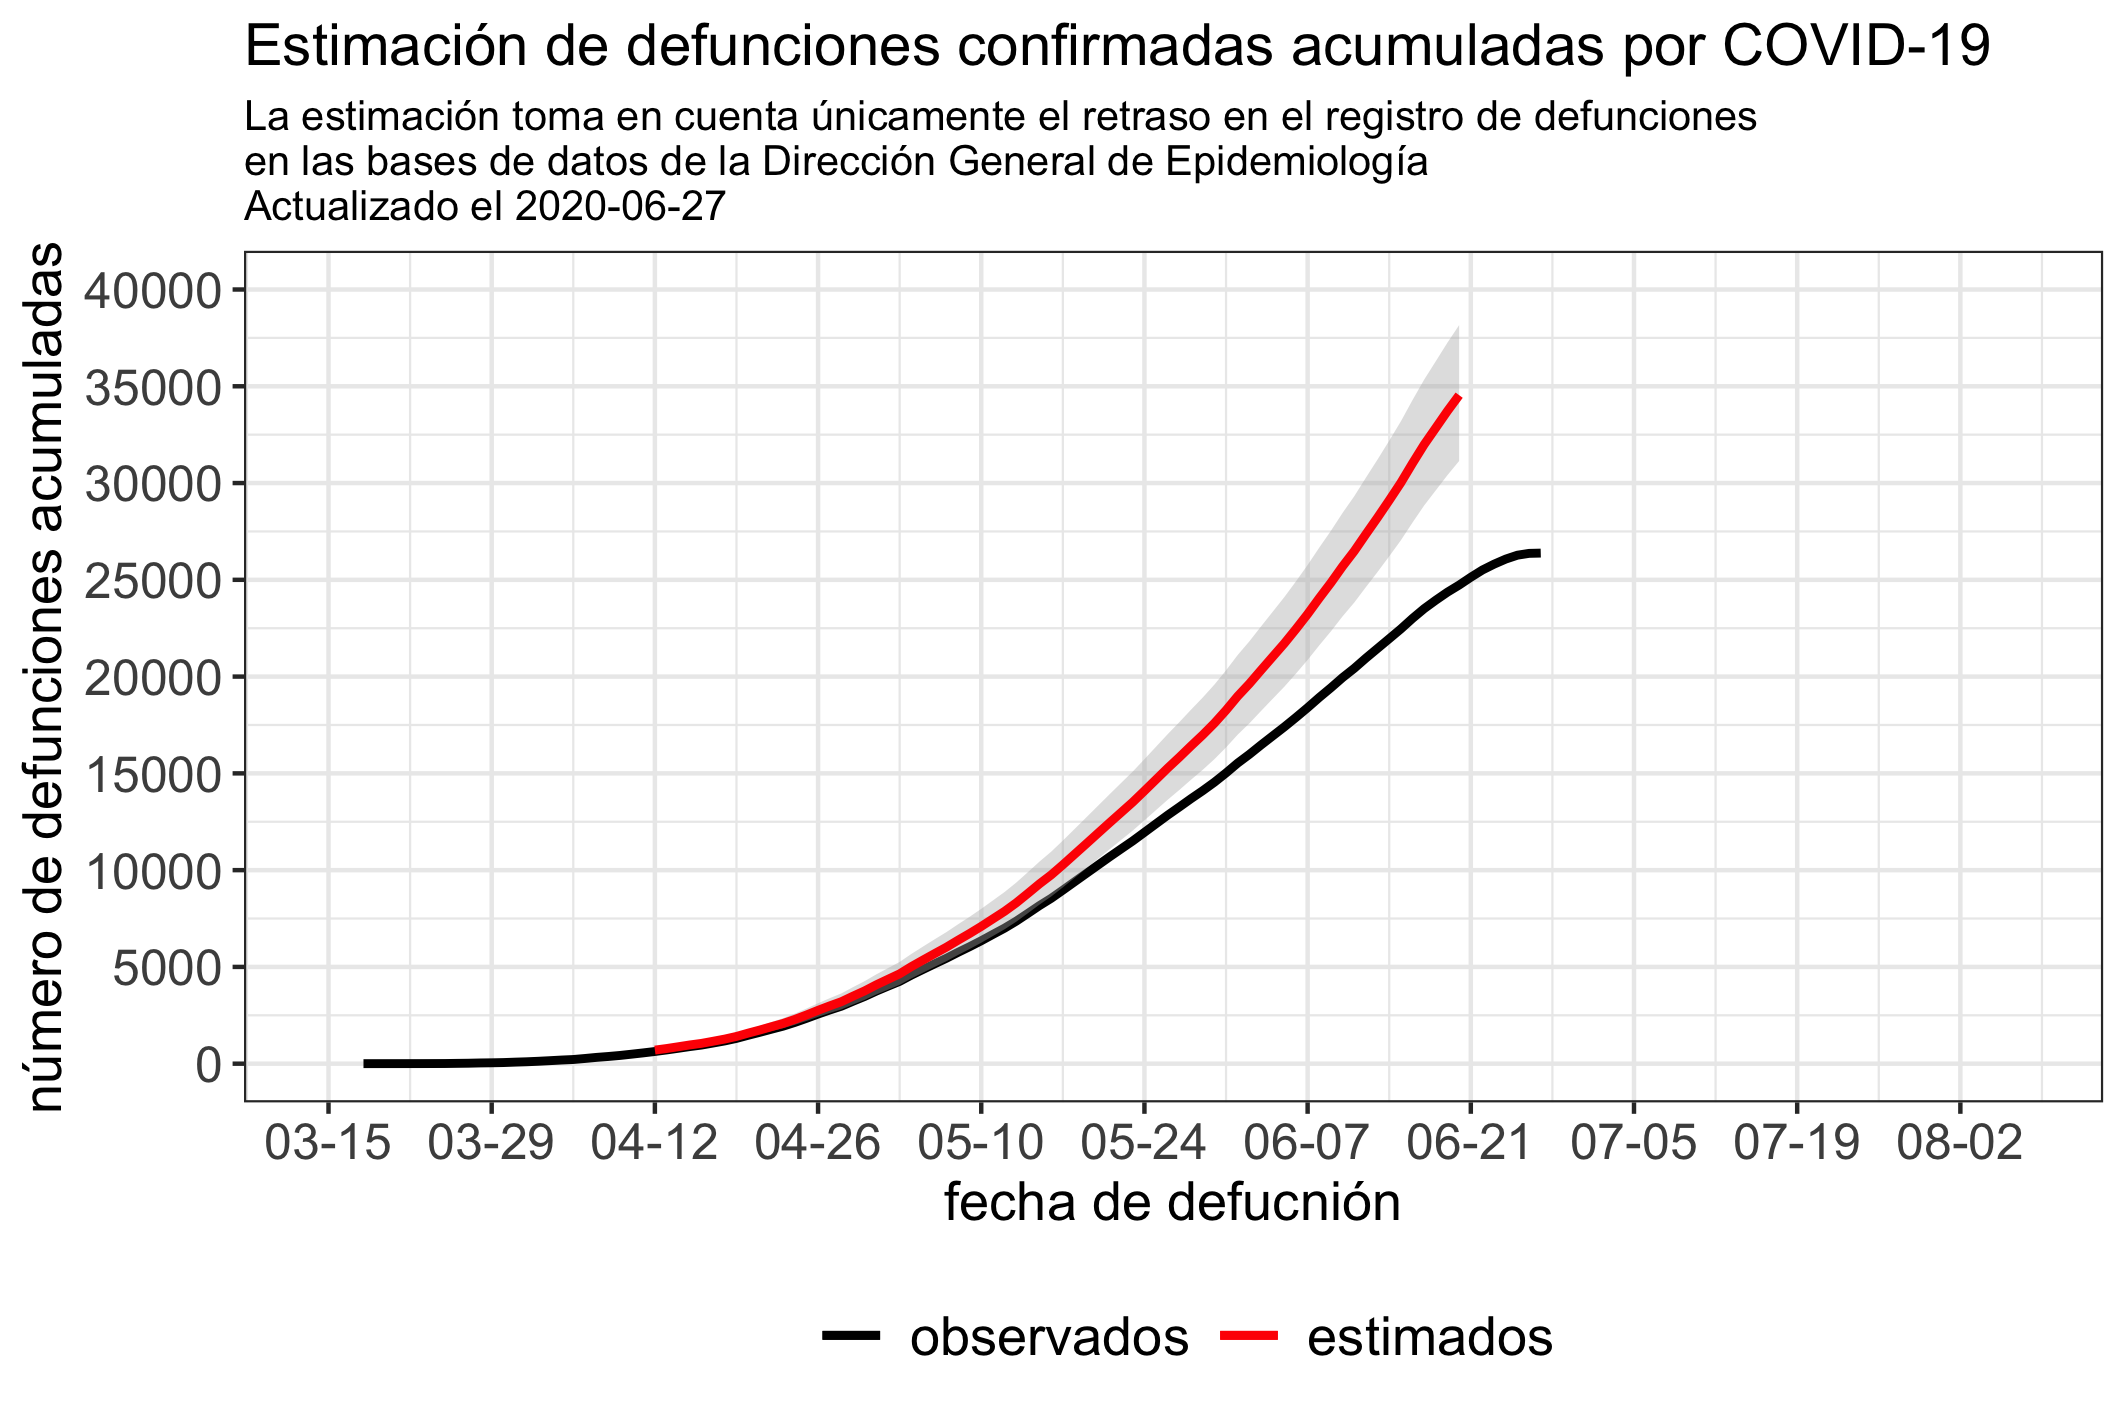 Estimación de defunciones confirmadas acumuladas por COVID-19
La estimación toma en cuenta únicamente el retraso en el registro de defunciones
en las bases de datos de la Dirección General de Epidemiología
Actualizado el 2020-06-27
número de defunciones acumuladas
40000
35000
30000
25000
20000
15000
10000
5000
0
03-15 03-29 04-12 04-26 05-10 05-24 06-07 06-21 07-05 07-19 08-02
fecha de defucnión
observados estimados